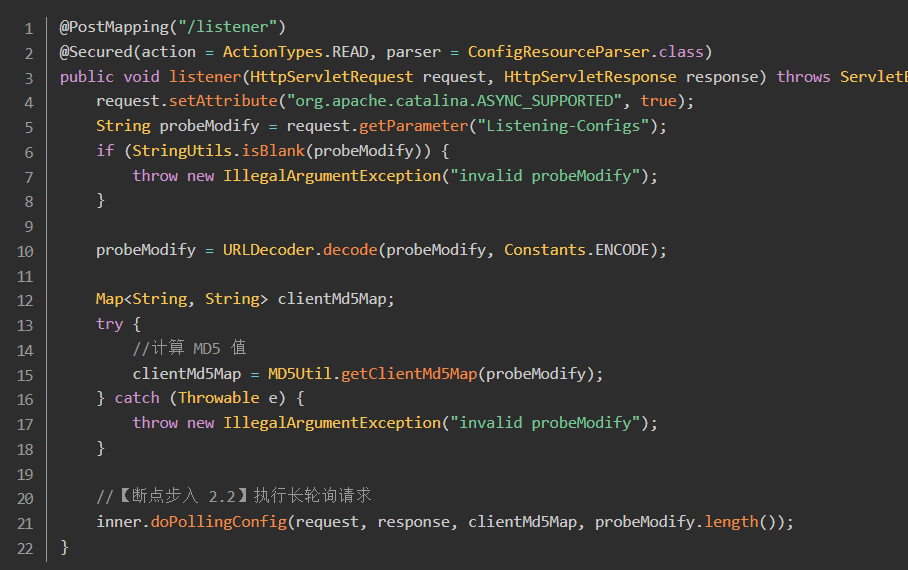 1 @PostMapping("/listener")
2 @Secured(action = ActionTypes.READ, parser = ConfigResourceParser.class)
3 public void listener(HttpServletRequest request, HttpServletResponse response) throws ServletE
4 request.setAttribute("org.apache.catalina.ASYNC_SUPPORTED", true);
5 String probeModify = request.getParameter("Listening-Configs");
6 if (StringUtils.isBlank(probeModify)) {
7 throw new IllegalArgumentException("invalid probeModify");
8 }
9
10 probeModify = URLDecoder.decode(probeModify, Constants.ENCODE);
11
12 Map<String, String> clientMd5Map;
13 try {
14 //计算 MD5 值
15 clientMd5Map = MD5Util.getClientMd5Map(probeModify);
16 } catch (Throwable e) {
17 throw new IllegalArgumentException("invalid probeModify");
18 }
19
20 //【断点步入 2.2】执行长轮询请求
21 inner.doPollingConfig(request, response, clientMd5Map, probeModify.length());
22 }